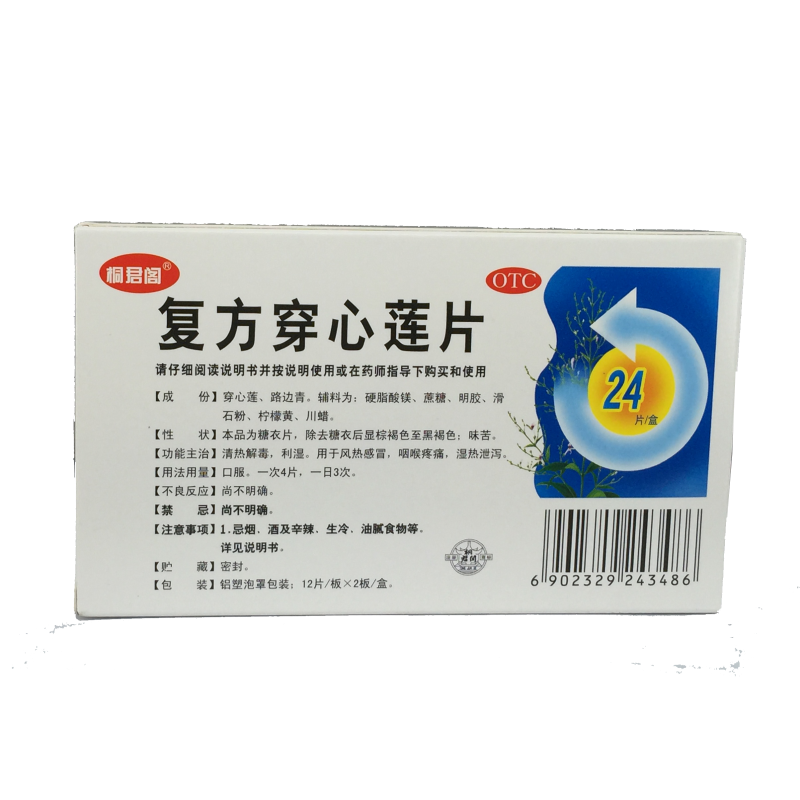 桐君阁®
OTC
复方穿心莲片
请仔细阅读说明书并按说明使用或在药师指导下购买和使用
【成份】穿心莲、路边青。辅料为：硬脂酸镁、蔗糖、明胶、滑
石粉、柠檬黄、川蜡。
【性状】本品为糖衣片，除去糖衣后显棕褐色至黑褐色；味苦。
【功能主治】清热解毒，利湿。用于风热感冒，咽喉疼痛，湿热泄泻。
【用法用量】口服。一次4片，一日3次。
【不良反应】尚不明确。
【禁忌】尚不明确。
【注意事项】1.忌烟、酒及辛辣、生冷、油腻食物等。
详见说明书。
【贮藏】密封。
【包装】铝塑泡罩包装；12片/板×2板/盒。
24
片/盒
6 902329 243486